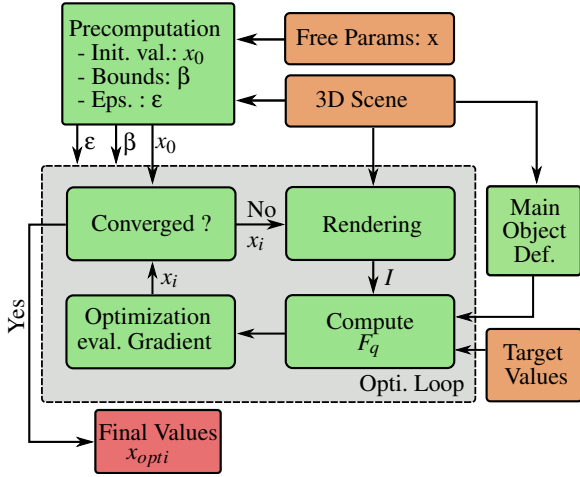 Precomputation
- Init. val.: x0
- Bounds: β
- Eps. : ε
Free Params: x
3D Scene
ε
β
x0
Converged ?
No
xi
Rendering
Main
Object
Def.
xi
I
Optimization
eval. Gradient
Compute
Fq
Target
Values
Opti. Loop
Yes
Final Values
xopti